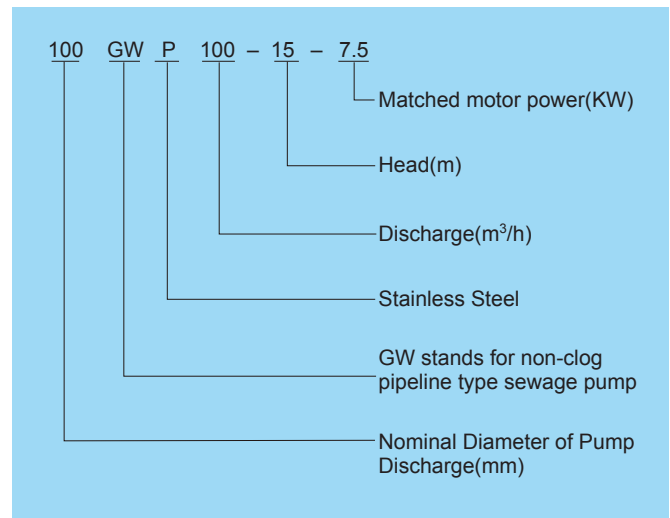 100 GW P 100 – 15 – 7.5
Matched motor power(KW)
Head(m)
Discharge(m³/h)
Stainless Steel
GW stands for non-clog
pipeline type sewage pump
Nominal Diameter of Pump
Discharge(mm)